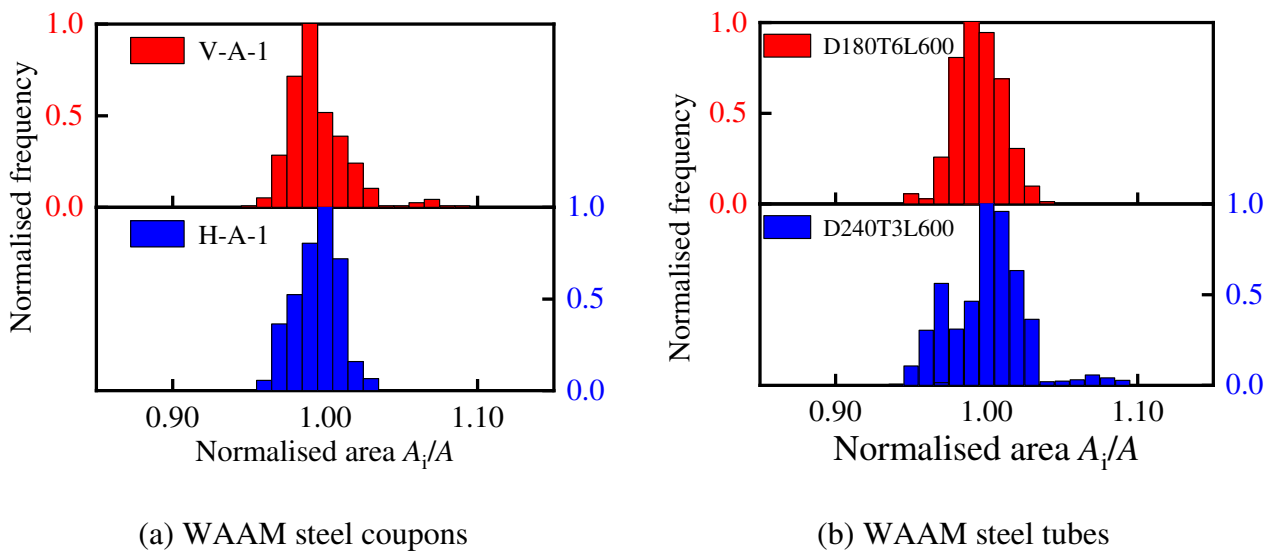 1.0
V-A-1
0.5
0.0
Normalised frequency
H-A-1
1.0
0.5
0.0
0.90
1.00
1.10
Normalised area Ai/A
(a) WAAM steel coupons
1.0
D180T6L600
0.5
0.0
Normalised frequency
D240T3L600
1.0
0.5
0.0
0.90
1.00
1.10
Normalised area Ai/A
(b) WAAM steel tubes